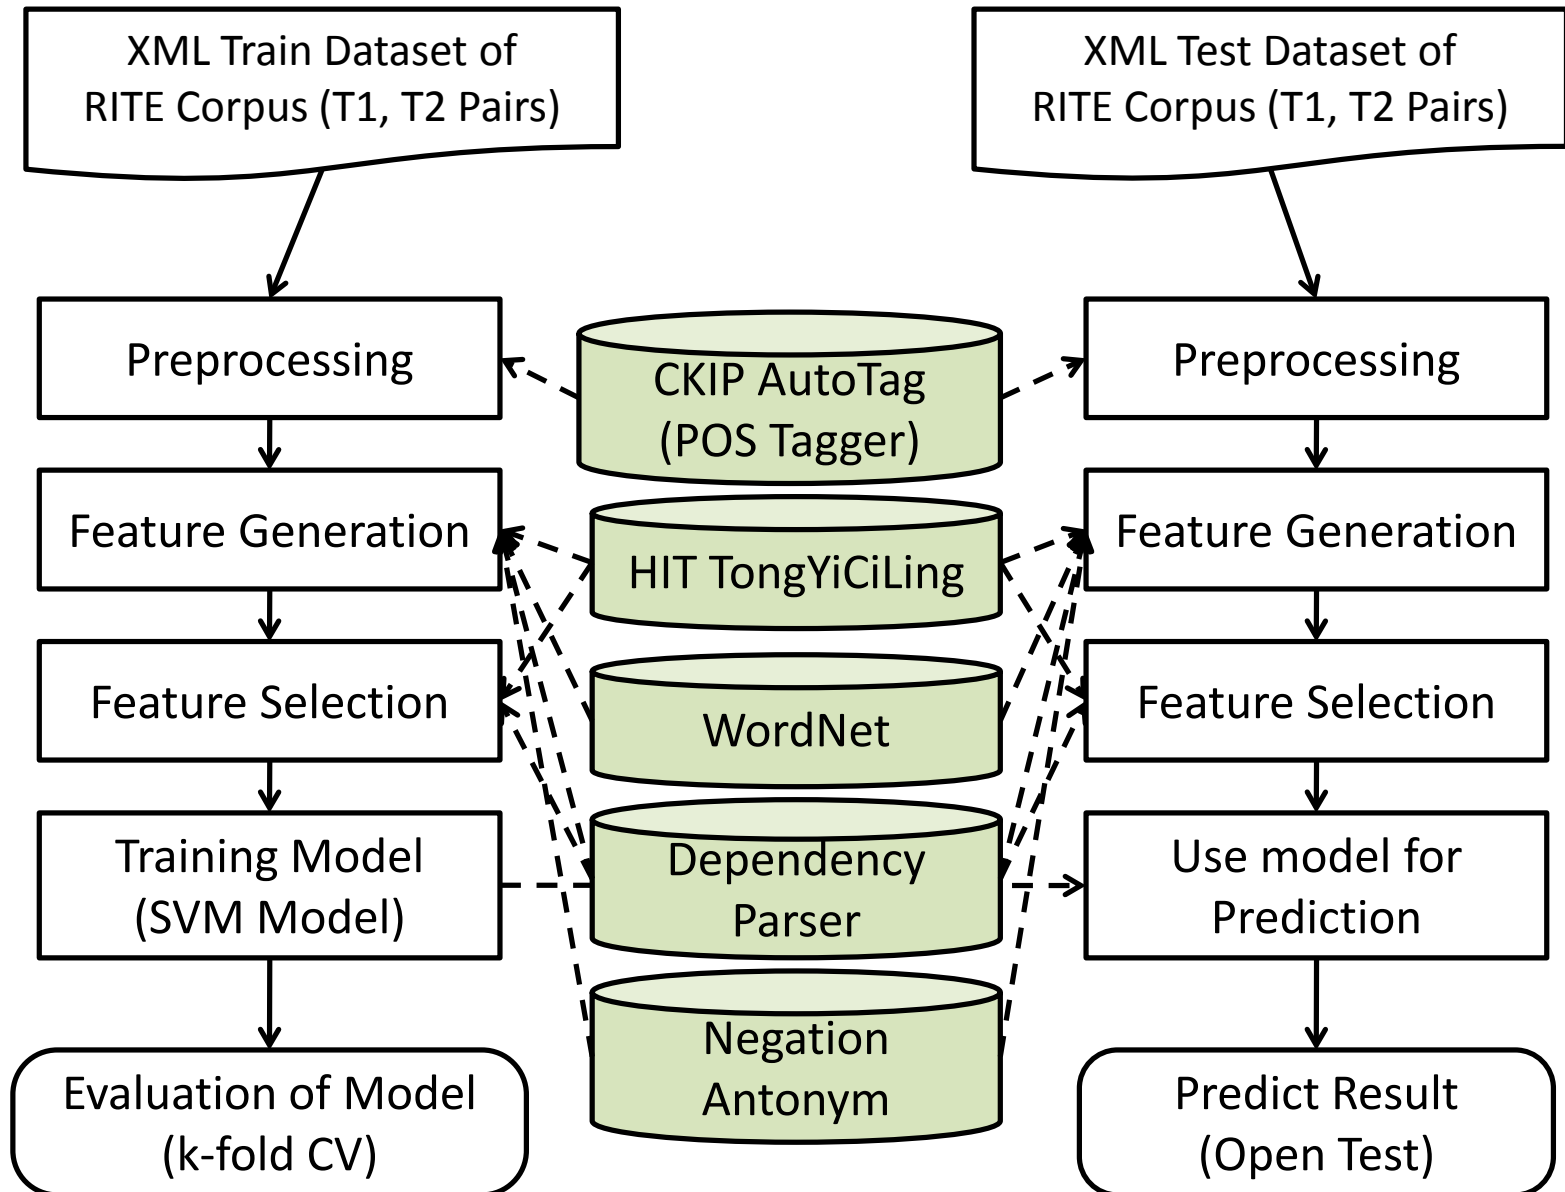 XML Train Dataset of
RITE Corpus (T1, T2 Pairs)
XML Test Dataset of
RITE Corpus (T1, T2 Pairs)
Preprocessing
CKIP AutoTag
(POS Tagger)
Preprocessing
Feature Generation
HIT TongYiCiLing
Feature Generation
Feature Selection
WordNet
Feature Selection
Training Model
(SVM Model)
Dependency
Parser
Use model for
Prediction
Negation
Antonym
Evaluation of Model
(k-fold CV)
Predict Result
(Open Test)